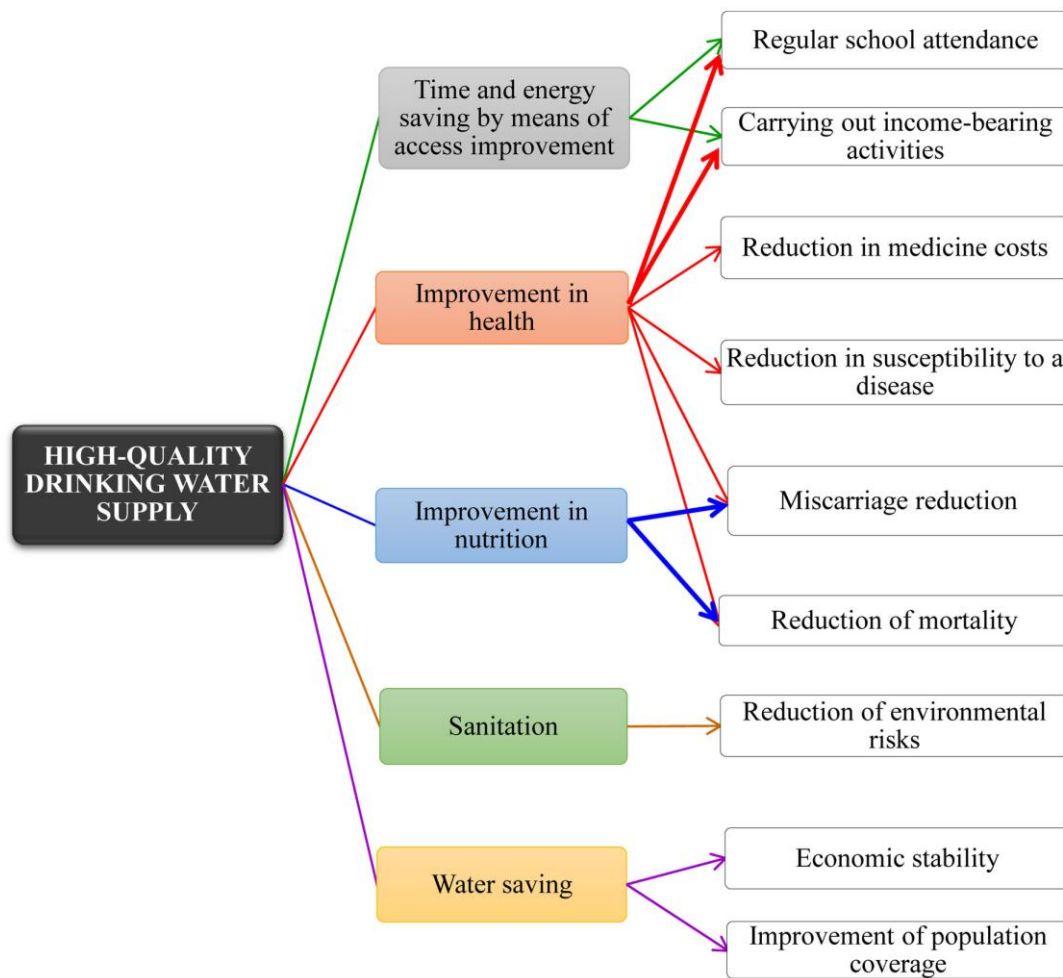 HIGH-QUALITY
DRINKING WATER
SUPPLY
Time and energy
saving by means of
access improvement
Improvement in
health
Improvement in
nutrition
Sanitation
Water saving
Regular school attendance
Carrying out income-bearing
activities
Reduction in medicine costs
Reduction in susceptibility to a
disease
Miscarriage reduction
Reduction of mortality
Reduction of environmental
risks
Economic stability
Improvement of population
coverage